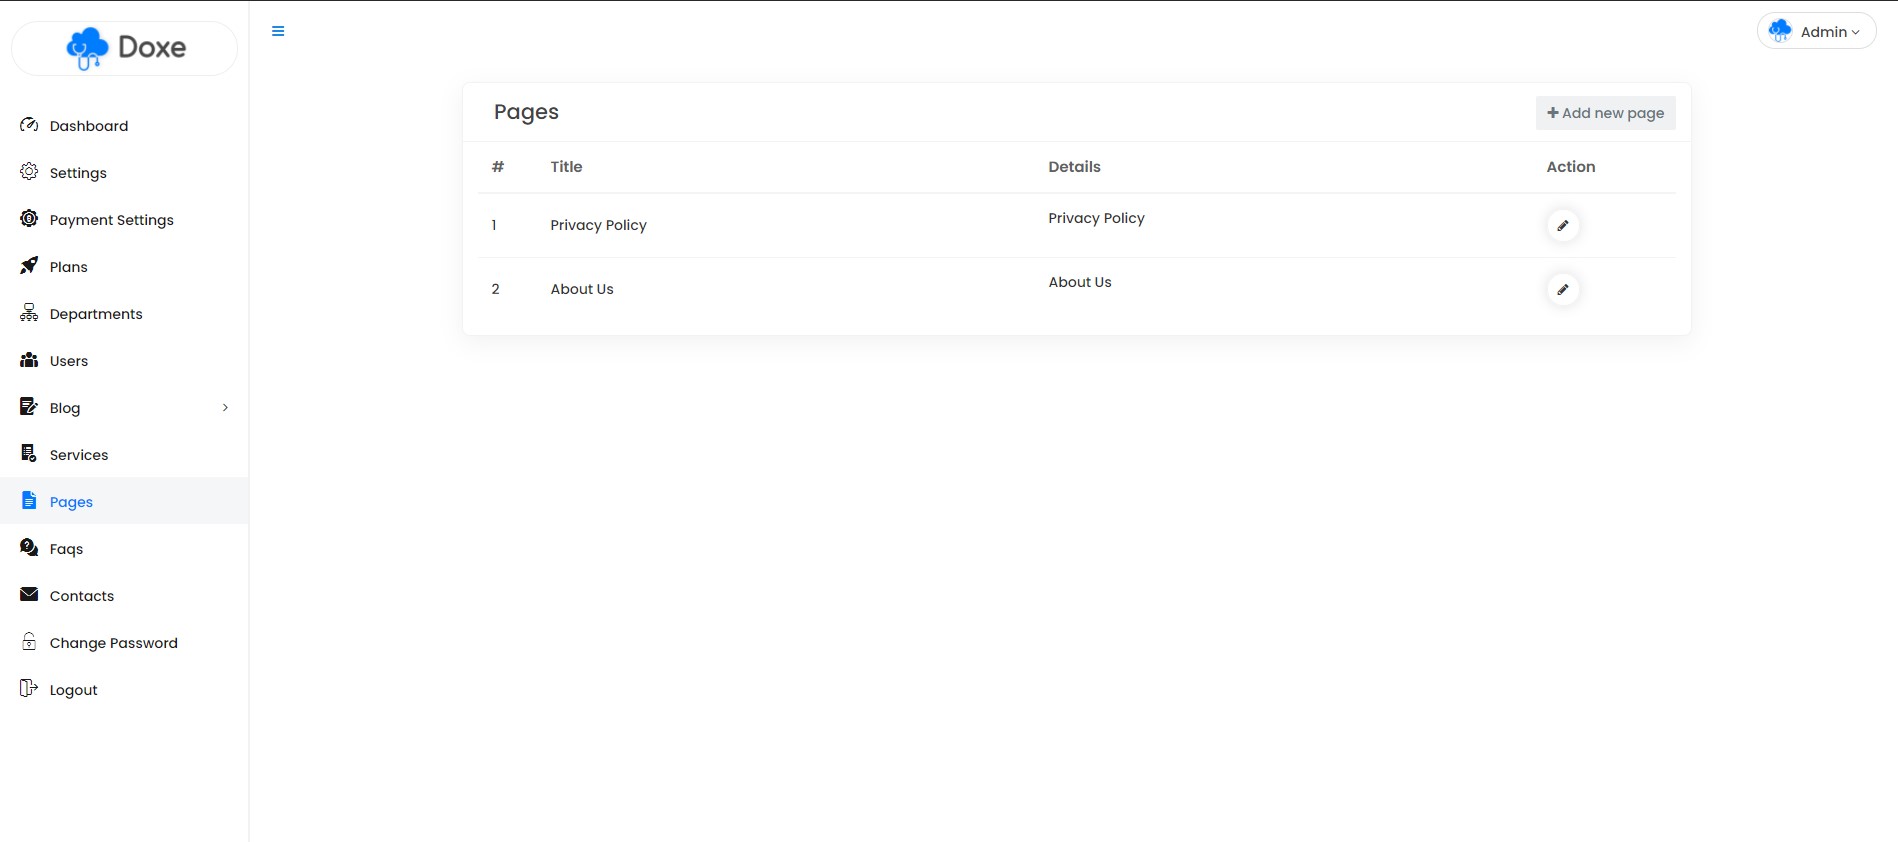 Doxe
Admin
Dashboard
Settings
Payment Settings
Plans
Departments
Users
Blog
Services
Pages
Faqs
Contacts
Change Password
Logout
Pages
Add new page
# Title Details Action
1 Privacy Policy Privacy Policy
2 About Us About Us